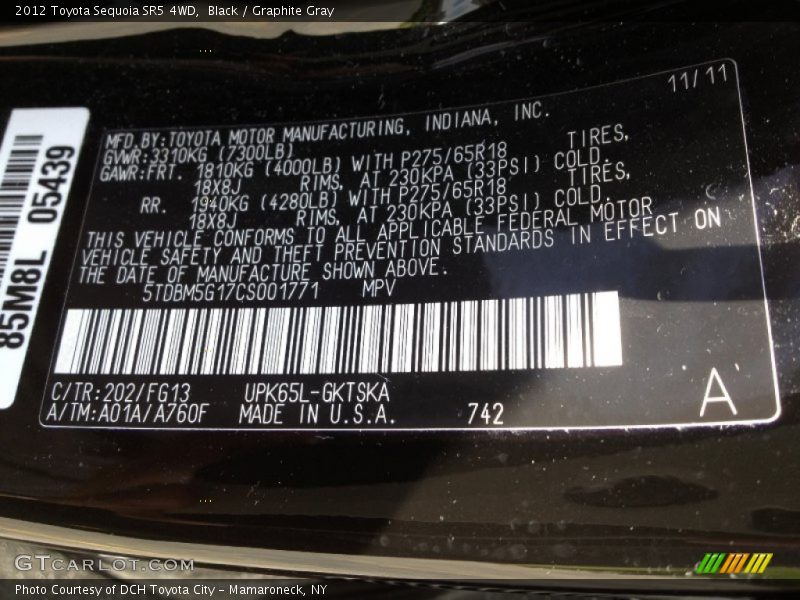 2012 Toyota Sequoia SR5 4WD, Black / Graphite Gray
11/11
MFD.BY:TOYOTA MOTOR MANUFACTURING, INDIANA, INC.
GVWR:3310KG (7300LB)
GAWR:FRT. 1810KG (4000LB) WITH P275/65R18 TIRES,
18X8J RIMS, AT 230KPA (33PSI) COLD.
RR. 1940KG (4280LB) WITH P275/65R18 TIRES,
18X8J RIMS, AT 230KPA (33PSI) COLD.
THIS VEHICLE CONFORMS TO ALL APPLICABLE FEDERAL MOTOR
VEHICLE SAFETY AND THEFT PREVENTION STANDARDS IN EFFECT ON
THE DATE OF MANUFACTURE SHOWN ABOVE.
5TDBM5G17CS001771 MPV
C/TR:202/FG13 UPK65L-GKTSKA
A/TM:A01A/A760F MADE IN U.S.A. 742
A
85M8L 05439
GTCARLOT.COM
Photo Courtesy of DCH Toyota City - Mamaroneck, NY